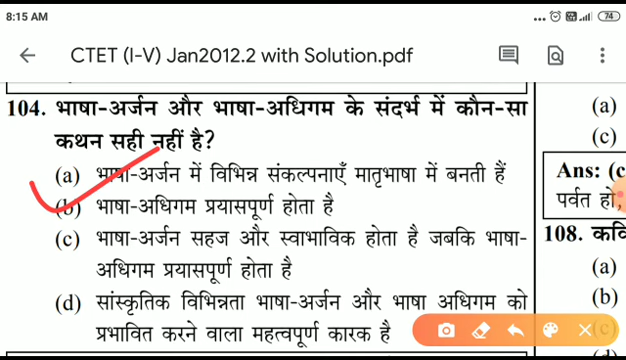 8:15 AM
74
CTET (I-V) Jan2012.2 with Solution.pdf
104. भाषा-अर्जन और भाषा-अधिगम के संदर्भ में कौन-सा
कथन सही नहीं है?
(a) भाषा-अर्जन में विभिन्न संकल्पनाएँ मातृभाषा में बनती हैं
(b) भाषा-अधिगम प्रयासपूर्ण होता है
(c) भाषा-अर्जन सहज और स्वाभाविक होता है जबकि भाषा-
अधिगम प्रयासपूर्ण होता है
(d) सांस्कृतिक विभिन्नता भाषा-अर्जन और भाषा अधिगम को
प्रभावित करने वाला महत्वपूर्ण कारक है
(a)
(c)
Ans: (c
पर्वत हो,
108. कवि
(a)
(b)
(c)